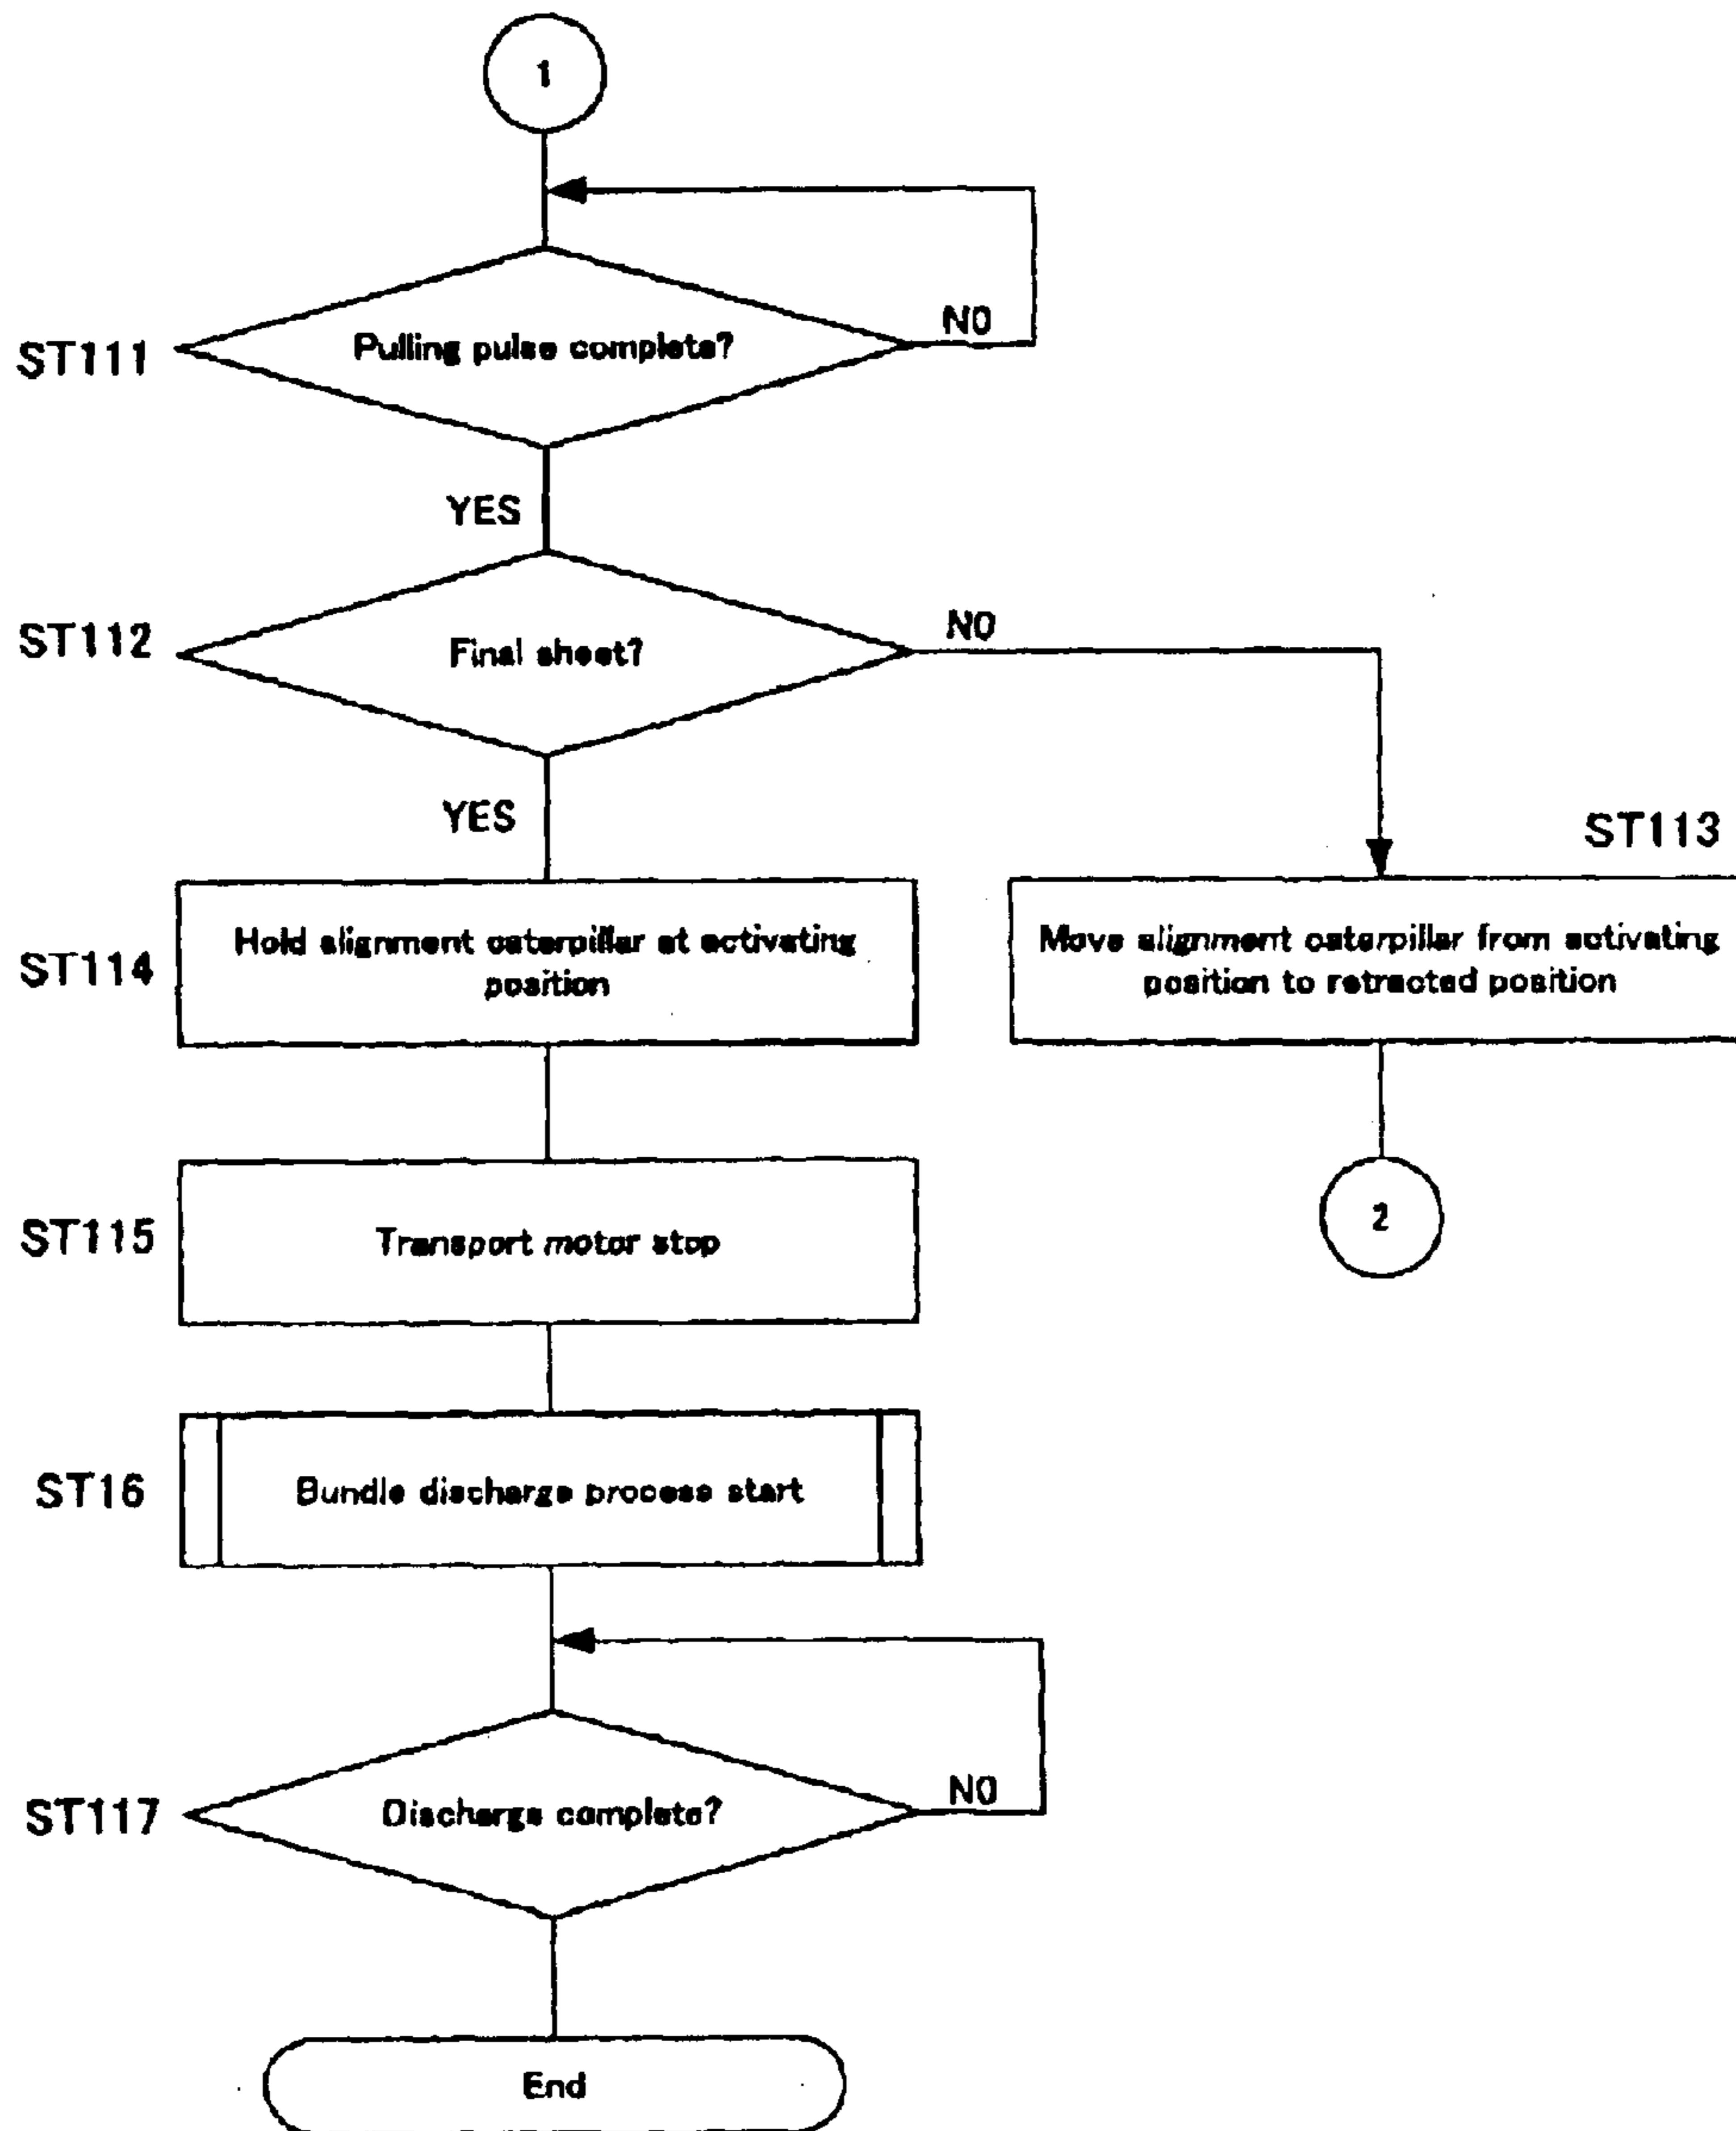 1
NO
ST111
Pulling pulse complete?
YES
NO
ST112
Final sheet?
YES
ST113
ST114
Hold alignment caterpillar at activating
position
Move alignment caterpillar from activating
position to retracted position
ST115
Transport motor stop
2
ST16
Bundle discharge process start
NO
ST117
Discharge complete?
End